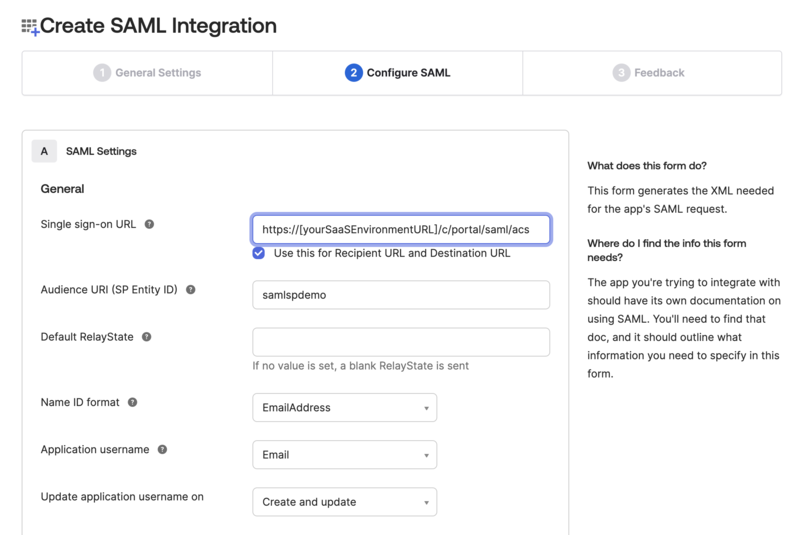 Create SAML Integration
1 General Settings
2 Configure SAML
3 Feedback
A SAML Settings
General
Single sign-on URL ?
https://[yourSaaSEnvironmentURL]/c/portal/saml/acs
Use this for Recipient URL and Destination URL
Audience URI (SP Entity ID) ?
samlspdemo
Default RelayState ?
If no value is set, a blank RelayState is sent
Name ID format ?
EmailAddress
Application username ?
Email
Update application username on
Create and update
What does this form do?
This form generates the XML needed
for the app's SAML request.
Where do I find the info this form
needs?
The app you're trying to integrate with
should have its own documentation on
using SAML. You'll need to find that
doc, and it should outline what
information you need to specify in this
form.